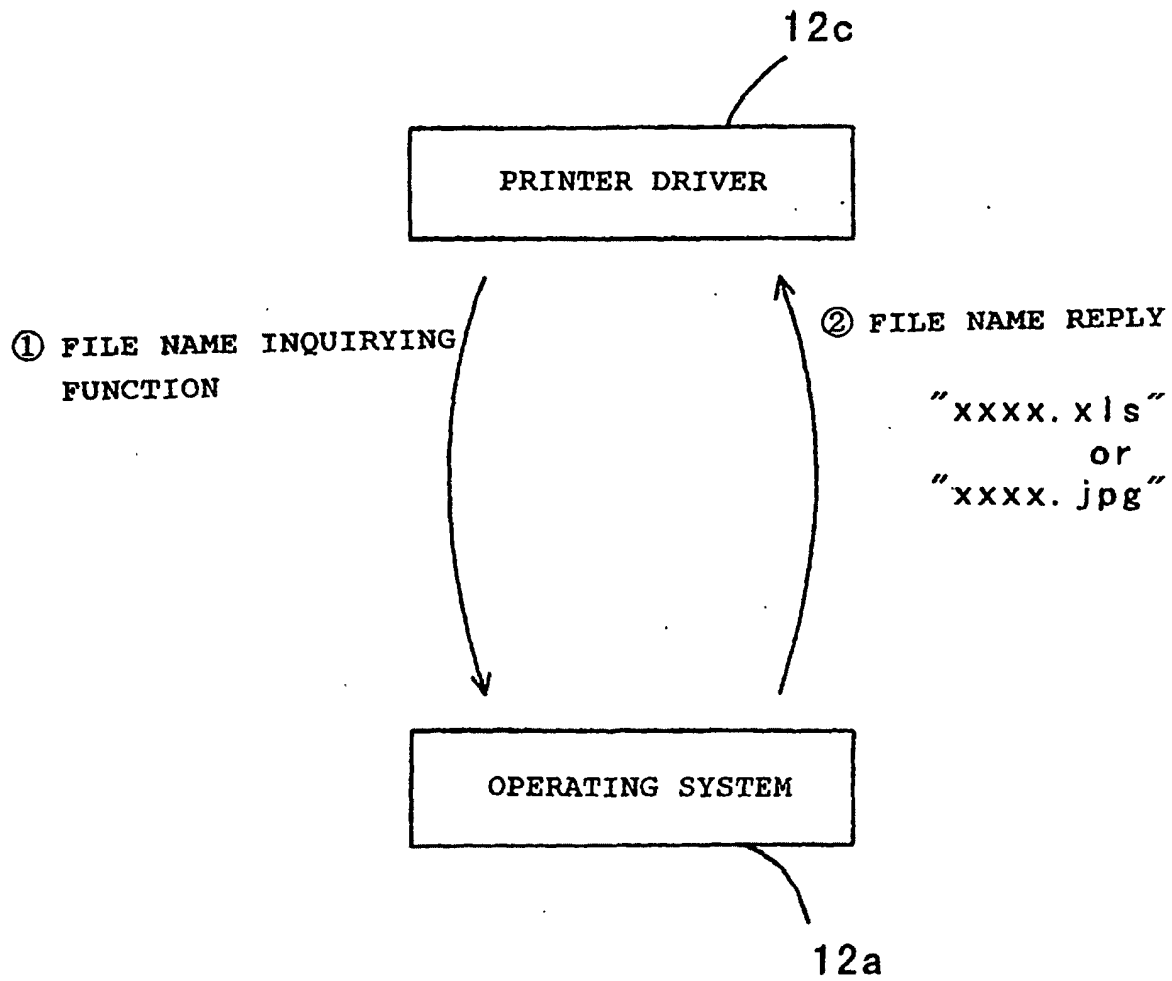 12c
PRINTER DRIVER
① FILE NAME INQUIRYING
FUNCTION
② FILE NAME REPLY
"xxxx.xls"
or
"xxxx.jpg"
OPERATING SYSTEM
12a